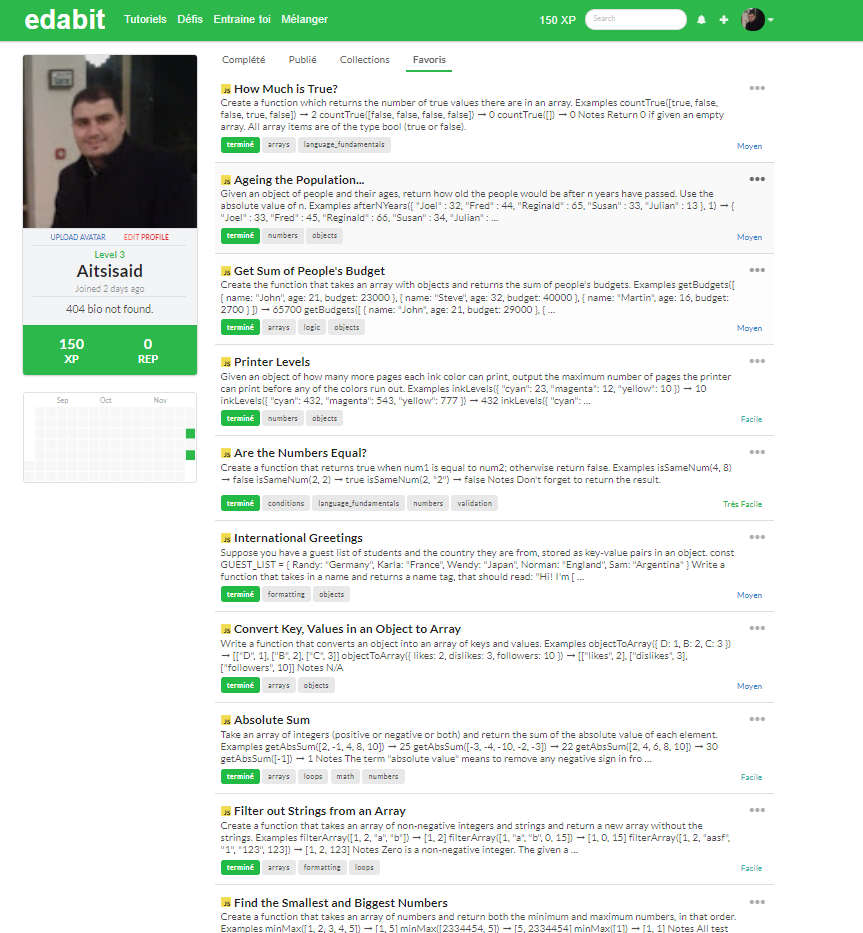 edabit
Tutoriels Défis Entraine toi Mélanger
150 XP
Search
Complété Publié Collections Favoris
UPLOAD AVATAR EDIT PROFILE
Level 3
Aitsisaid
Joined 2 days ago
404 bio not found.
150 0
XP REP
Sep Oct Nov
JS How Much is True?
Create a function which returns the number of true values there are in an array. Examples countTrue([true, false,
false, true, false]) → 2 countTrue([false, false, false, false]) → 0 countTrue([]) → 0 Notes Return 0 if given an empty
array. All array items are of the type bool (true or false).
terminé arrays language_fundamentals
Moyen
JS Ageing the Population...
Given an object of people and their ages, return how old the people would be after n years have passed. Use the
absolute value of n. Examples afterNYears({ "Joel" : 32, "Fred" : 44, "Reginald" : 65, "Susan" : 33, "Julian" : 13 }, 1) → {
"Joel" : 33, "Fred" : 45, "Reginald" : 66, "Susan" : 34, "Julian" : ...
terminé numbers objects
Moyen
JS Get Sum of People's Budget
Create the function that takes an array with objects and returns the sum of people's budgets. Examples getBudgets([
{ name: "John", age: 21, budget: 23000 }, { name: "Steve", age: 32, budget: 40000 }, { name: "Martin", age: 16, budget:
2700 } ]) → 65700 getBudgets([ { name: "John", age: 21, budget: 29000 }, { ...
terminé arrays logic objects
Moyen
JS Printer Levels
Given an object of how many more pages each ink color can print, output the maximum number of pages the printer
can print before any of the colors run out. Examples inkLevels({ "cyan": 23, "magenta": 12, "yellow": 10 }) → 10
inkLevels({ "cyan": 432, "magenta": 543, "yellow": 777 }) → 432 inkLevels({ "cyan": ...
terminé numbers objects
Facile
JS Are the Numbers Equal?
Create a function that returns true when num1 is equal to num2; otherwise return false. Examples isSameNum(4, 8)
→ false isSameNum(2, 2) → true isSameNum(2, "2") → false Notes Don't forget to return the result.
terminé conditions language_fundamentals numbers validation
Très Facile
JS International Greetings
Suppose you have a guest list of students and the country they are from, stored as key-value pairs in an object. const
GUEST_LIST = { Randy: "Germany", Karla: "France", Wendy: "Japan", Norman: "England", Sam: "Argentina" } Write a
function that takes in a name and returns a name tag, that should read: "Hi! I'm [ ...
terminé formatting objects
Moyen
JS Convert Key, Values in an Object to Array
Write a function that converts an object into an array of keys and values. Examples objectToArray({ D: 1, B: 2, C: 3 })
→ [["D", 1], ["B", 2], ["C", 3]] objectToArray({ likes: 2, dislikes: 3, followers: 10 }) → [["likes", 2], ["dislikes", 3],
["followers", 10]] Notes N/A
terminé arrays objects
Moyen
JS Absolute Sum
Take an array of integers (positive or negative or both) and return the sum of the absolute value of each element.
Examples getAbsSum([2, -1, 4, 8, 10]) → 25 getAbsSum([-3, -4, -10, -2, -3]) → 22 getAbsSum([2, 4, 6, 8, 10]) → 30
getAbsSum([-1]) → 1 Notes The term "absolute value" means to remove any negative sign in fro ...
terminé arrays loops math numbers
Facile
JS Filter out Strings from an Array
Create a function that takes an array of non-negative integers and strings and return a new array without the
strings. Examples filterArray([1, 2, "a", "b"]) → [1, 2] filterArray([1, "a", "b", 0, 15]) → [1, 0, 15] filterArray([1, 2, "aasf",
"1", "123", 123]) → [1, 2, 123] Notes Zero is a non-negative integer. The given a ...
terminé arrays formatting loops
Facile
JS Find the Smallest and Biggest Numbers
Create a function that takes an array of numbers and return both the minimum and maximum numbers, in that order.
Examples minMax([1, 2, 3, 4, 5]) → [1, 5] minMax([2334454, 5]) → [5, 2334454] minMax([1]) → [1, 1] Notes All test